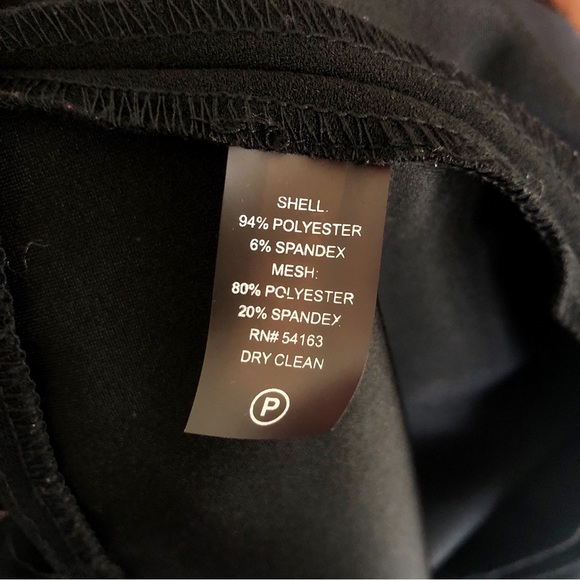 SHELL:
94% POLYESTER
6% SPANDEX
MESH:
80% POLYESTER
20% SPANDEX
RN# 54163
DRY CLEAN
P